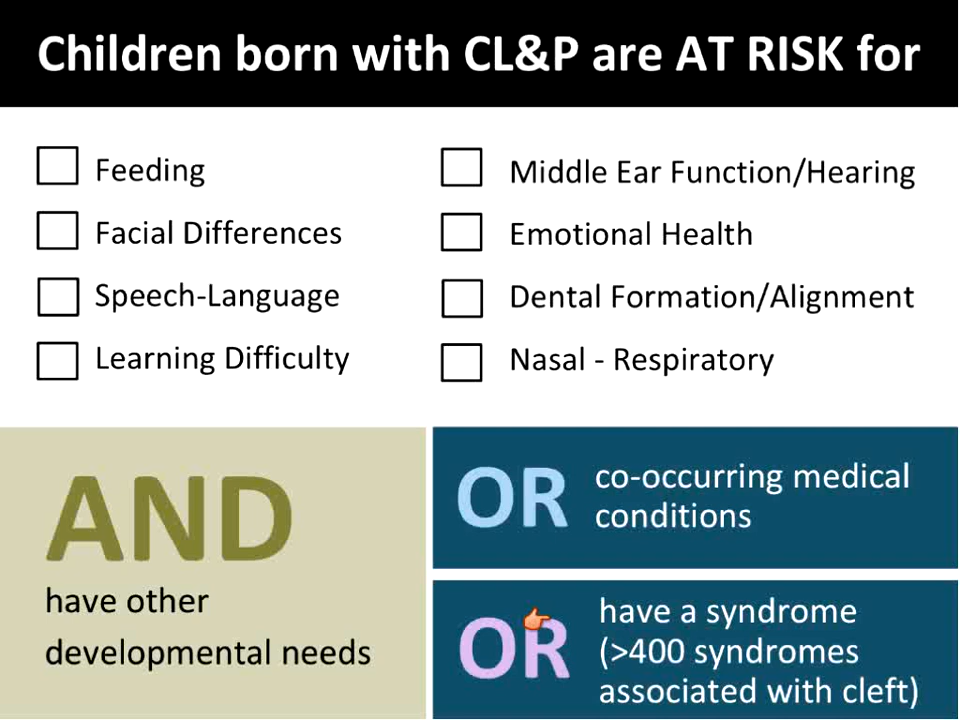 Children born with CL&P are AT RISK for
Feeding
Facial Differences
Speech-Language
Learning Difficulty
Middle Ear Function/Hearing
Emotional Health
Dental Formation/Alignment
Nasal - Respiratory
AND
have other
developmental needs
OR
co-occurring medical
conditions
OR
have a syndrome
(>400 syndromes
associated with cleft)